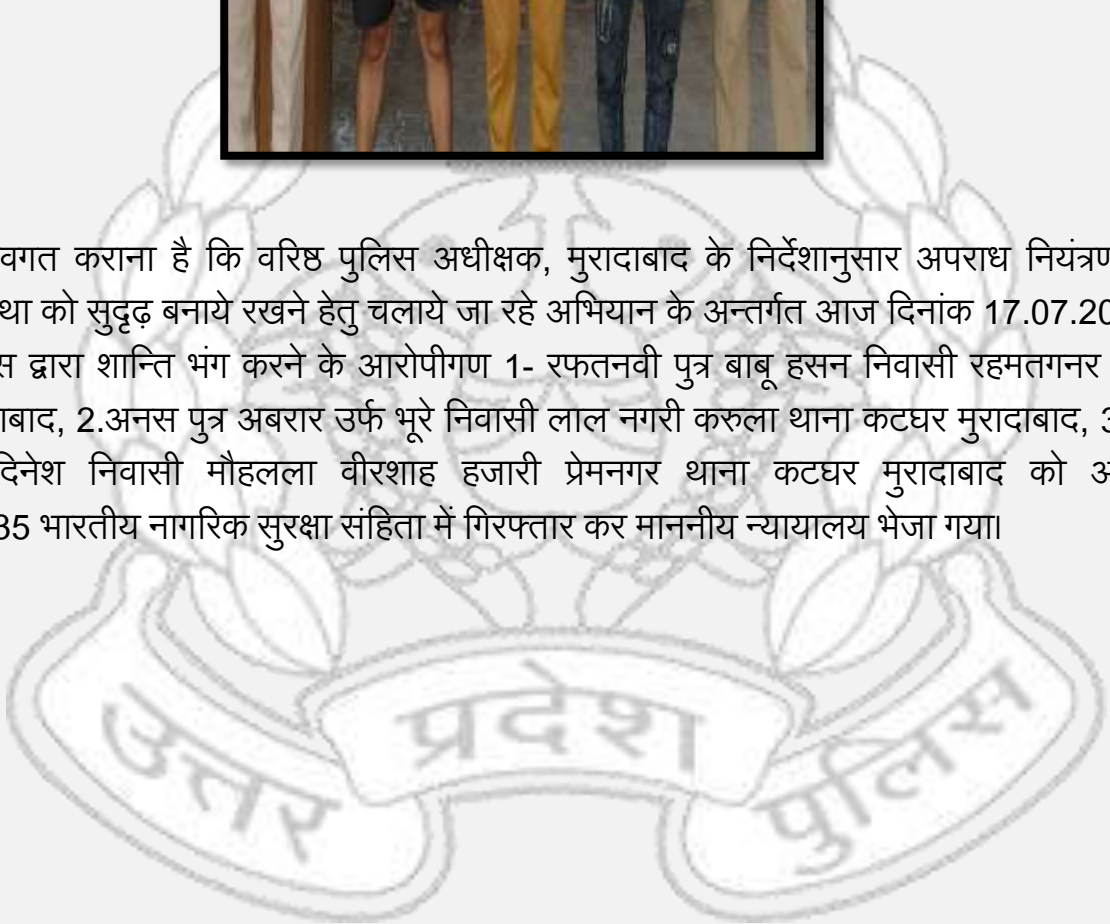 वगत कराना है कि वरिष्ठ पुलिस अधीक्षक, मुरादाबाद के निर्देशानुसार अपराध नियंत्रण
था को सुदृढ़ बनाये रखने हेतु चलाये जा रहे अभियान के अन्तर्गत आज दिनांक 17.07.20
स द्वारा शान्ति भंग करने के आरोपीगण 1- रफतनवी पुत्र बाबू हसन निवासी रहमतगनर
ाबाद, 2.अनस पुत्र अबरार उर्फ भूरे निवासी लाल नगरी करुला थाना कटघर मुरादाबाद, 3
दिनेश निवासी मौहलला वीरशाह हजारी प्रेमनगर थाना कटघर मुरादाबाद को अ
35 भारतीय नागरिक सुरक्षा संहिता में गिरफ्तार कर माननीय न्यायालय भेजा गया।
उत्तर प्रदेश पुलिस